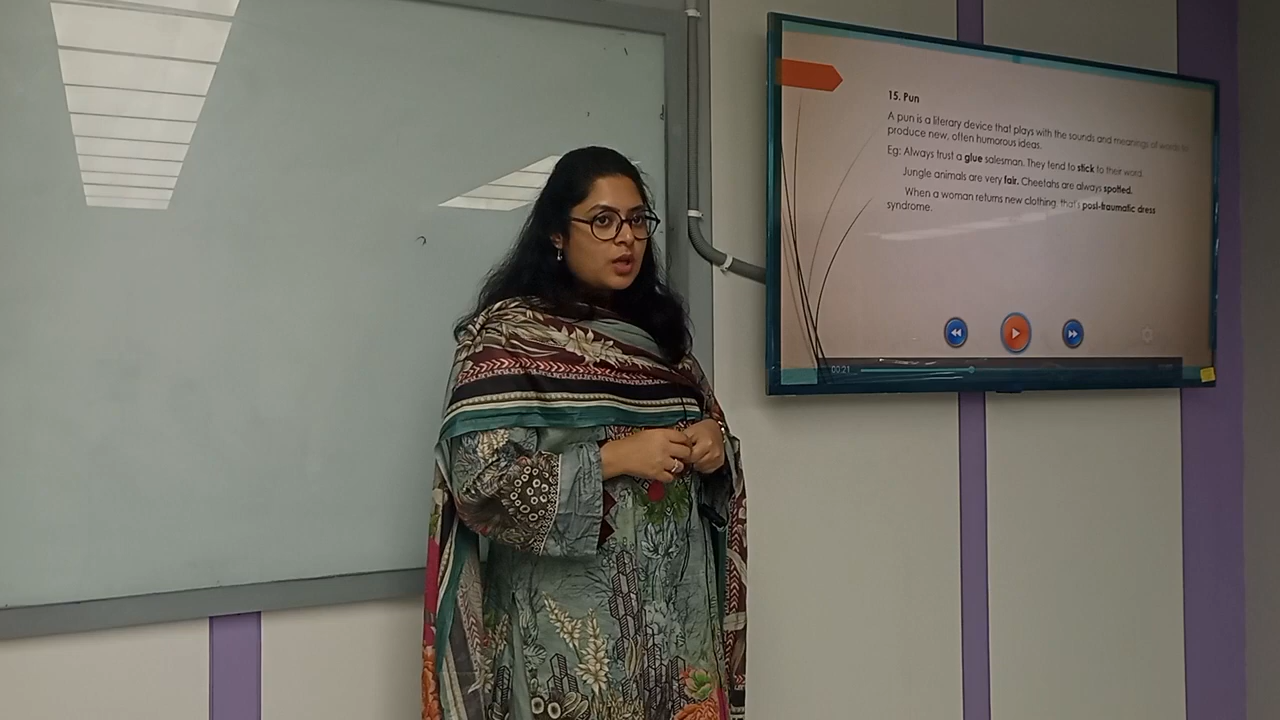 15. Pun
A pun is a literary device that plays with the sounds and meanings of words to
produce new, often humorous ideas.
Eg: Always trust a glue salesman. They tend to stick to their word.
Jungle animals are very fair. Cheetahs are always spotted.
When a woman returns new clothing, that's post-traumatic dress
syndrome.
00:21